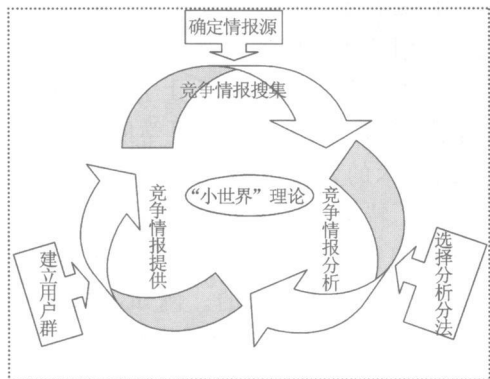 确定情报源
竞争情报搜集
“小世界”理论
竞争情报提供
竞争情报分析
建立用户群
选择分析分法